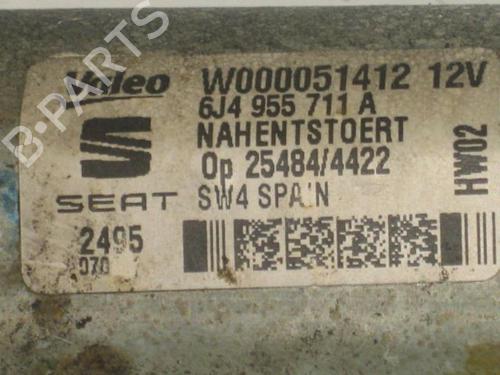 B-PARTS
Valeo W000051412 12V
6J4 955 711 A
NAHENTSTOERT
Op 25484/4422
SEAT SW4 SPAIN
HW02
2495
070